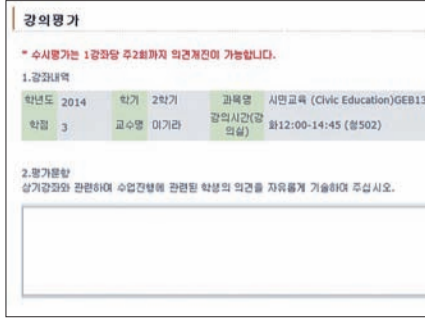 강의평가
* 수시평가는 1강좌당 주2회까지 의견개진이 가능합니다.
1.강좌내역
학년도 2014 학기 2학기 과목명 시민교육 (Civic Education)GEB13
학점 3 교수명 이기라 강의시간(강의실) 화12:00-14:45 (청502)
2.평가문항
상기강좌와 관련하여 수업진행에 관련된 학생의 의견을 자유롭게 기술하여 주십시오.